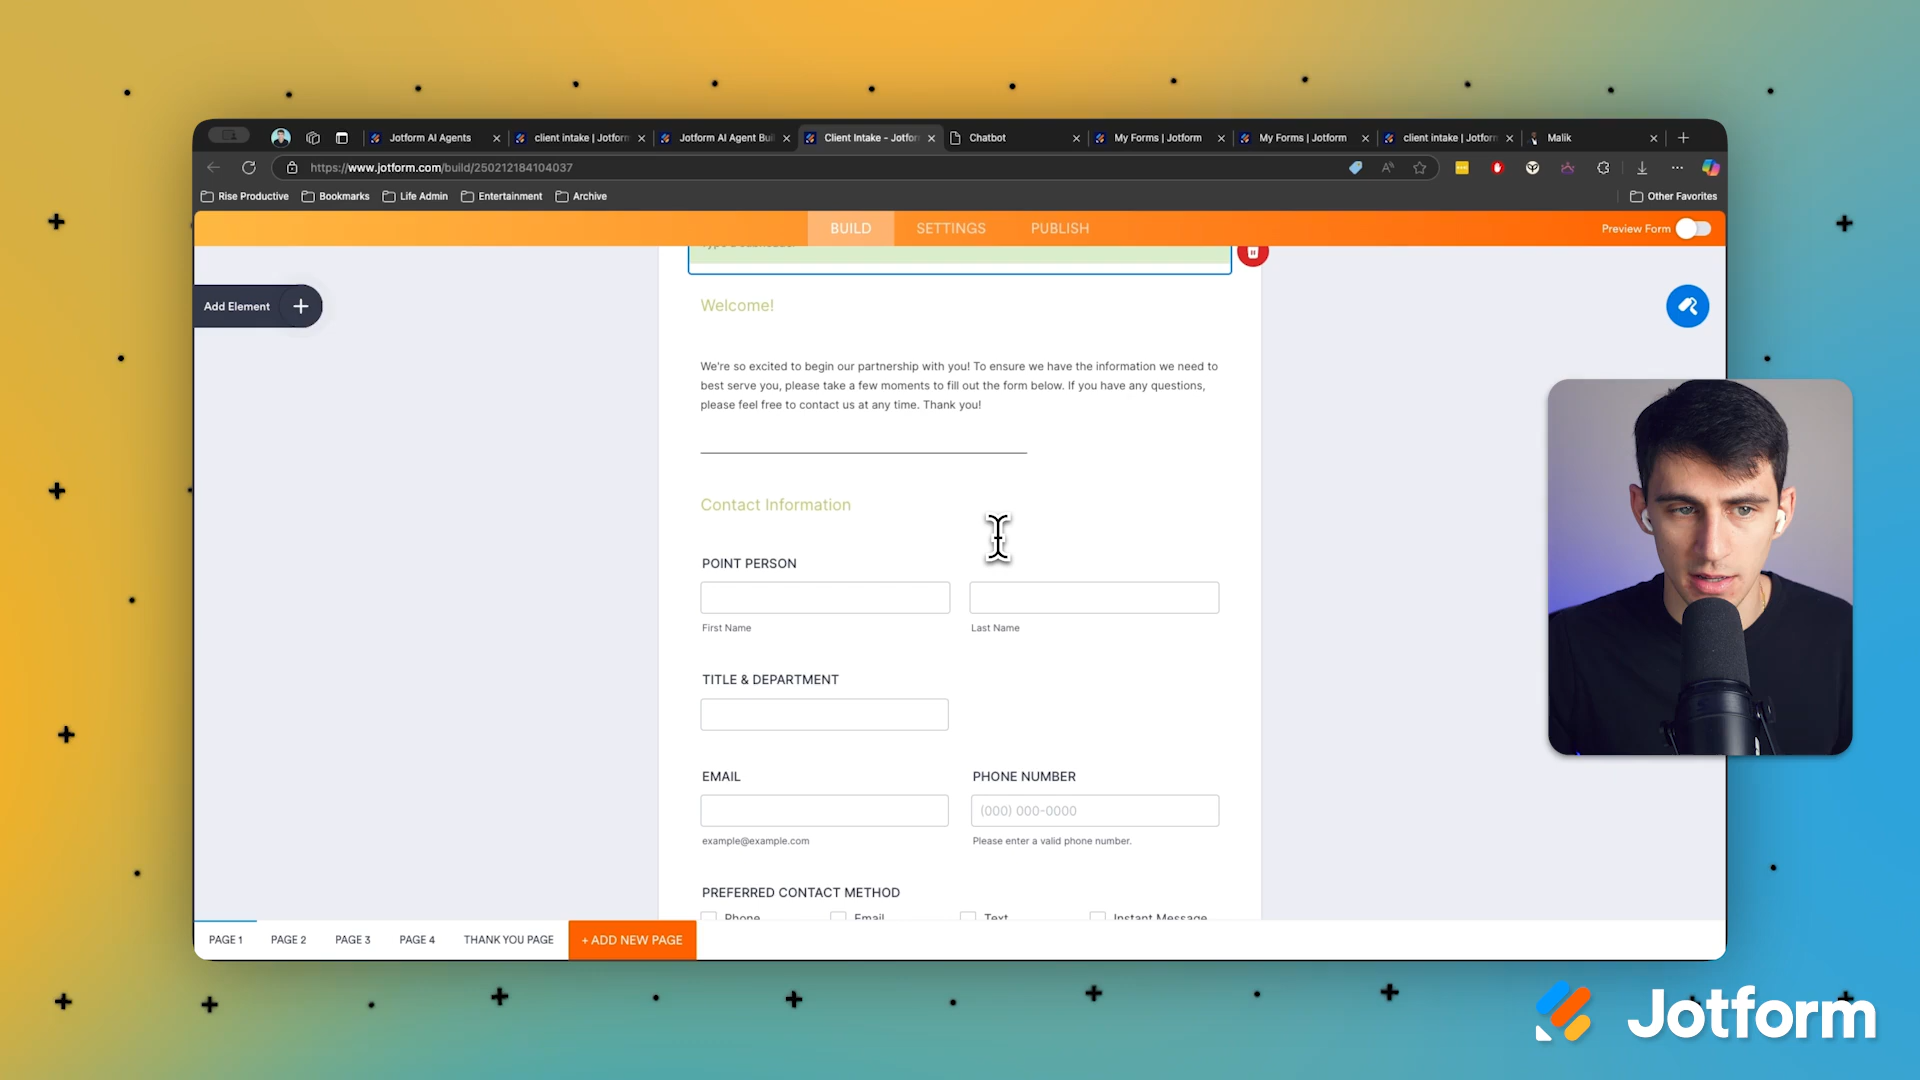 Jotform AI Agents
client intake | Jotform
Jotform AI Agent Bui
Client Intake - Jotfor
Chatbot
My Forms | Jotform
My Forms | Jotform
client intake | Jotform
Malik
https://www.jotform.com/build/250212184104037
Rise Productive
Bookmarks
Life Admin
Entertainment
Archive
Other Favorites
BUILD
SETTINGS
PUBLISH
Preview Form
Add Element
Welcome!
We're so excited to begin our partnership with you! To ensure we have the information we need to
best serve you, please take a few moments to fill out the form below. If you have any questions,
please feel free to contact us at any time. Thank you!
Contact Information
POINT PERSON
First Name
Last Name
TITLE & DEPARTMENT
EMAIL
PHONE NUMBER
(000) 000-0000
example@example.com
Please enter a valid phone number.
PREFERRED CONTACT METHOD
Phone
Email
Text
Instant Message
PAGE 1
PAGE 2
PAGE 3
PAGE 4
THANK YOU PAGE
+ ADD NEW PAGE
Jotform